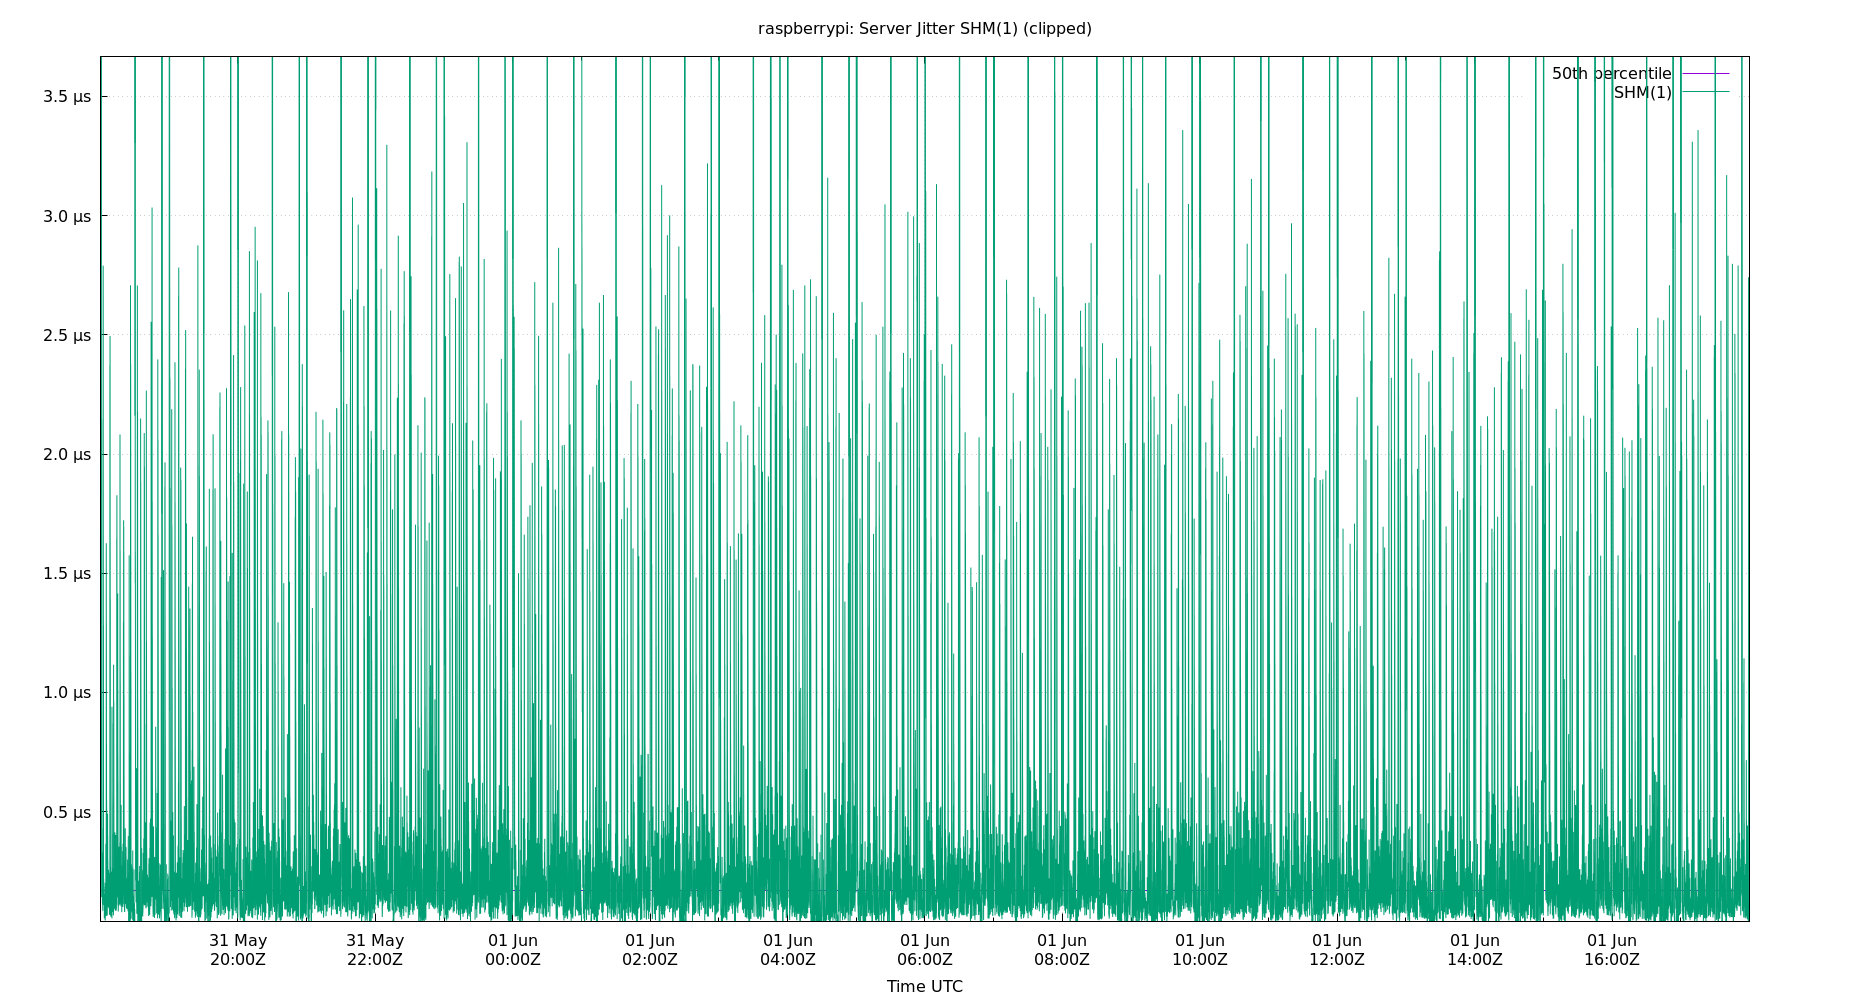 raspberrypi: Server Jitter SHM(1) (clipped)
50th percentile
SHM(1)
3.5 µs
3.0 µs
2.5 µs
2.0 µs
1.5 µs
1.0 µs
0.5 µs
31 May 31 May 01 Jun 01 Jun 01 Jun 01 Jun 01 Jun 01 Jun 01 Jun 01 Jun 01 Jun
20:00Z 22:00Z 00:00Z 02:00Z 04:00Z 06:00Z 08:00Z 10:00Z 12:00Z 14:00Z 16:00Z
Time UTC